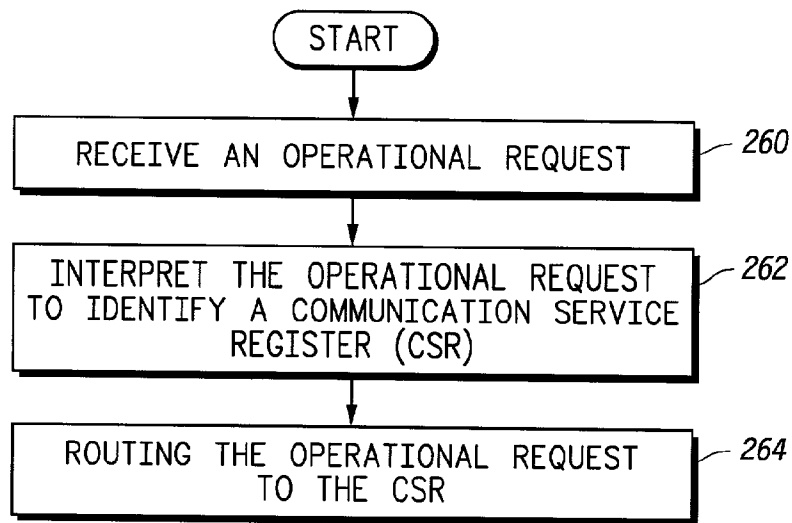 START
RECEIVE AN OPERATIONAL REQUEST
260
INTERPRET THE OPERATIONAL REQUEST
TO IDENTIFY A COMMUNICATION SERVICE
REGISTER (CSR)
262
ROUTING THE OPERATIONAL REQUEST
TO THE CSR
264